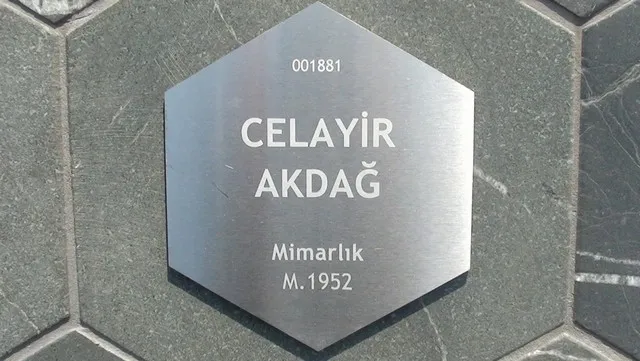 001881
CELAYİR
AKDAĞ
Mimarlık
M.1952